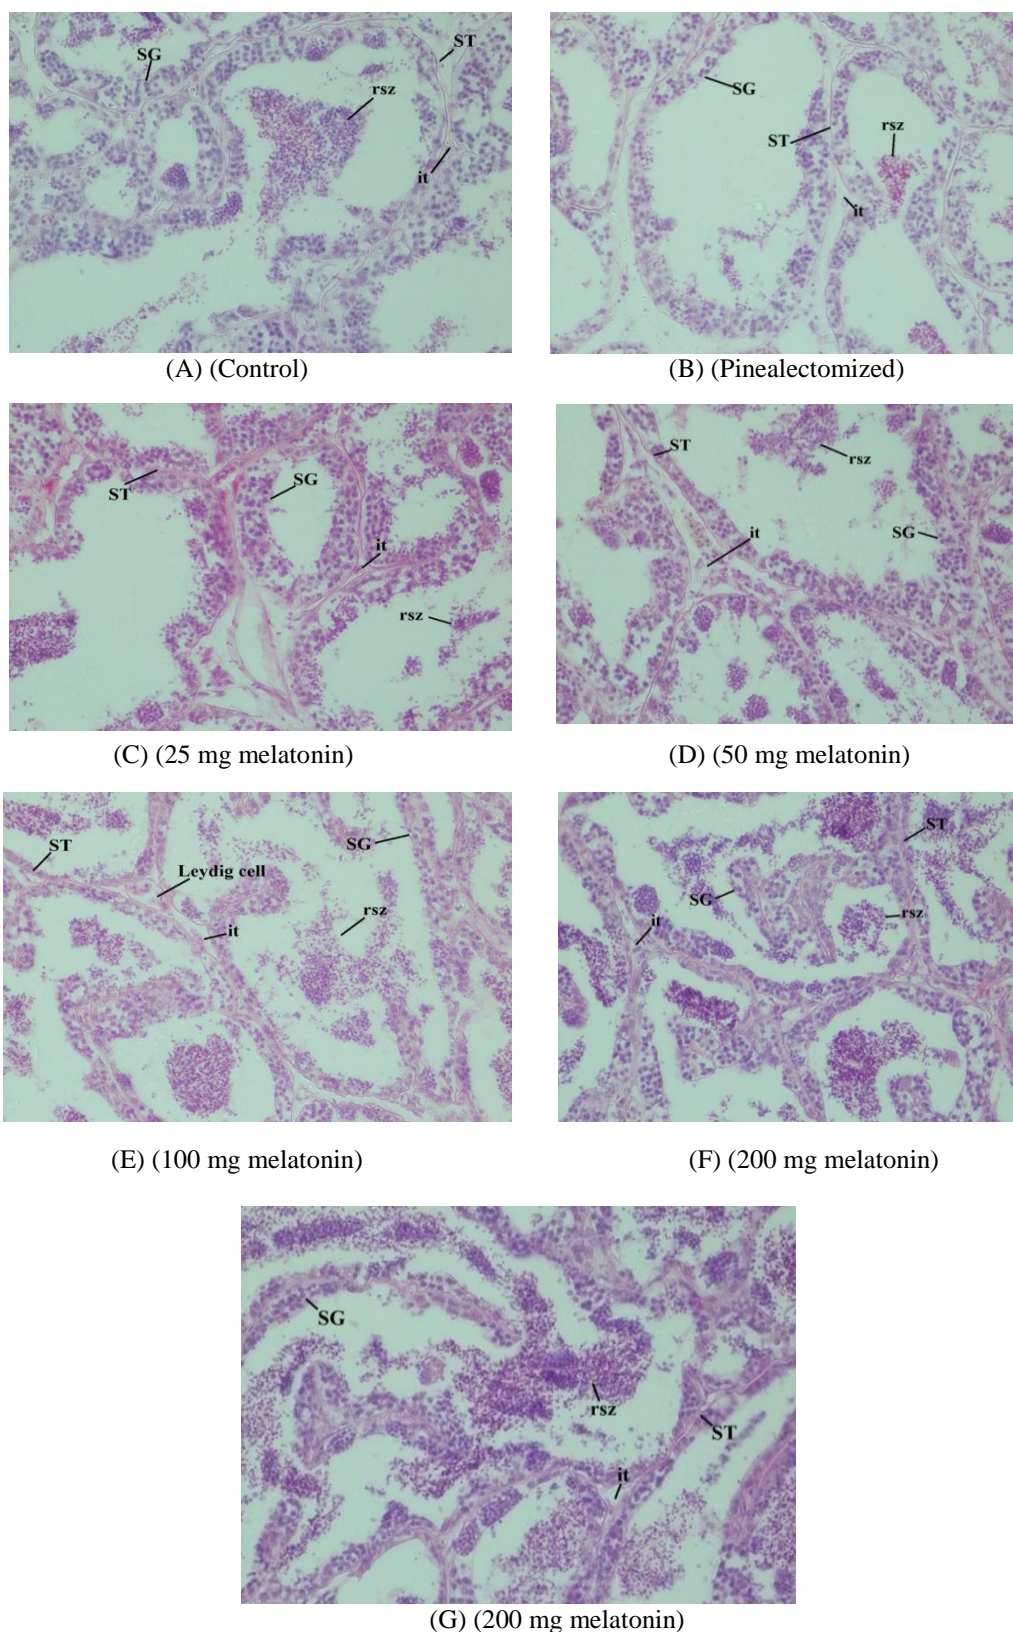 SG
ST
rsz
it
(A) (Control)
SG
ST
rsz
it
(B) (Pinealectomized)
ST
SG
it
rsz
(C) (25 mg melatonin)
ST
rsz
it
SG
(D) (50 mg melatonin)
ST
Leydig cell
SG
rsz
it
(E) (100 mg melatonin)
ST
SG
rsz
it
(F) (200 mg melatonin)
SG
rsz
ST
it
(G) (200 mg melatonin)